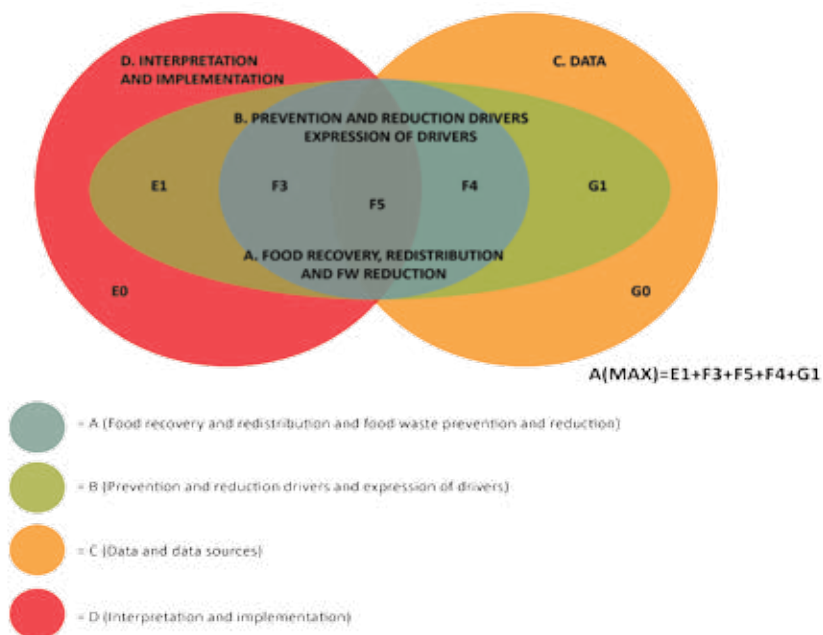 D. INTERPRETATION
AND IMPLEMENTATION
C. DATA
B. PREVENTION AND REDUCTION DRIVERS
EXPRESSION OF DRIVERS
E1
F3
F5
F4
G1
A. FOOD RECOVERY, REDISTRIBUTION
AND FW REDUCTION
E0
G0
A(MAX)=E1+F3+F5+F4+G1
= A (Food recovery and redistribution and food waste prevention and reduction)
= B (Prevention and reduction drivers and expression of drivers)
= C (Data and data sources)
= D (Interpretation and implementation)